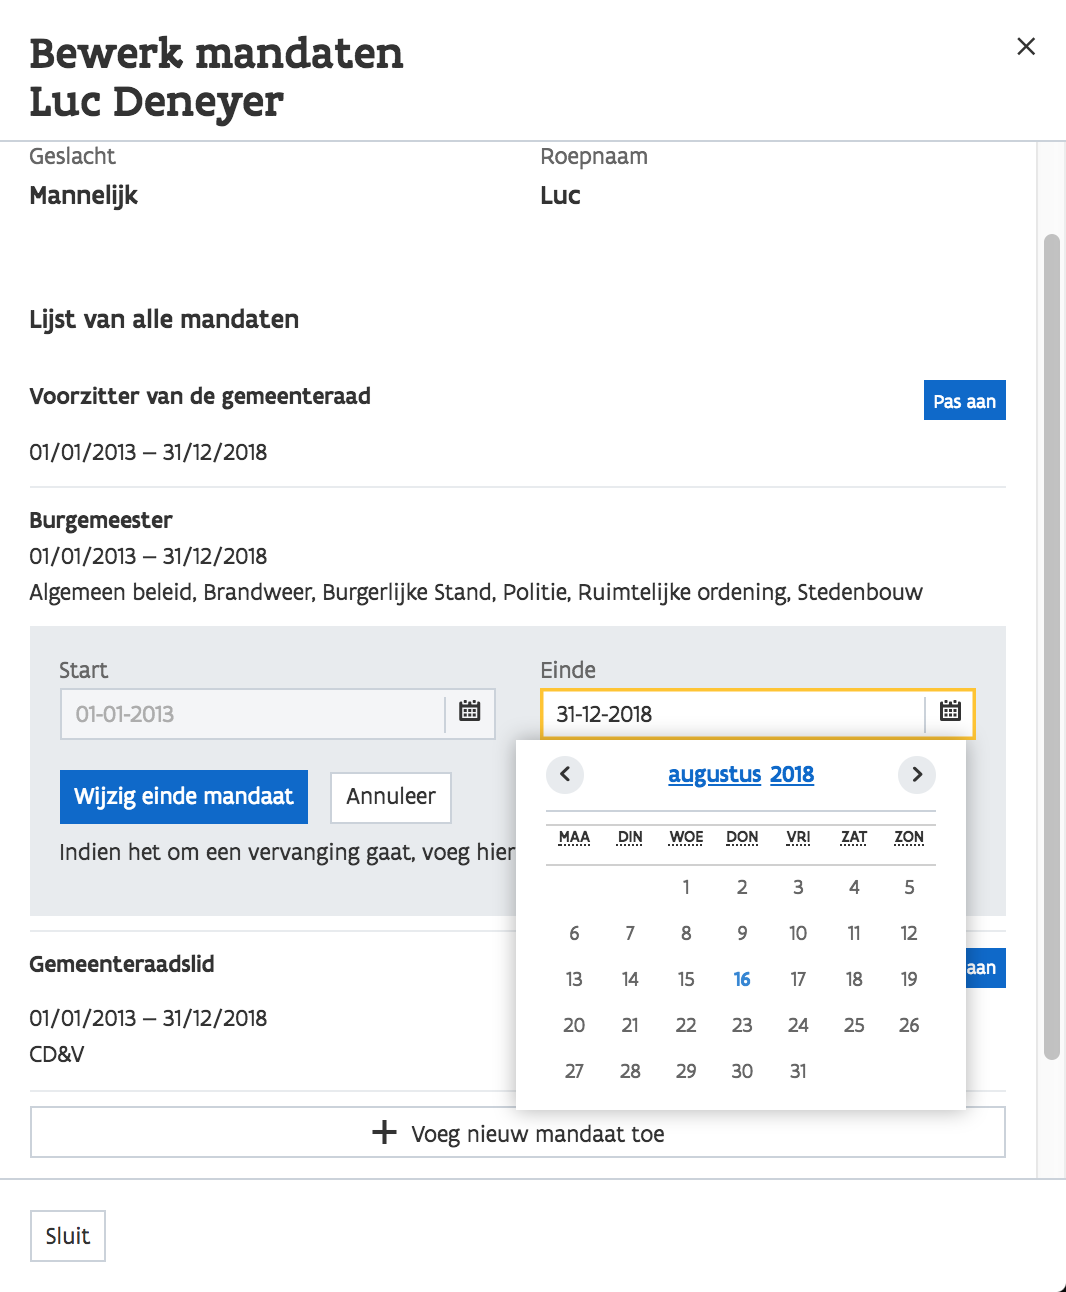 Bewerk mandaten
Luc Deneyer
Geslacht Roepnaam
Mannelijk Luc
Lijst van alle mandaten
Voorzitter van de gemeenteraad Pas aan
01/01/2013 – 31/12/2018
Burgemeester
01/01/2013 – 31/12/2018
Algemeen beleid, Brandweer, Burgerlijke Stand, Politie, Ruimtelijke ordening, Stedenbouw
Start Einde
01-01-2013 31-12-2018
augustus 2018
Wijzig einde mandaat Annuleer
MAA DIN WOE DON VRI ZAT ZON
Indien het om een vervanging gaat, voeg hier
1 2 3 4 5
6 7 8 9 10 11 12
Gemeenteraadslid aan
13 14 15 16 17 18 19
01/01/2013 – 31/12/2018
20 21 22 23 24 25 26
CD&V
27 28 29 30 31
Voeg nieuw mandaat toe
Sluit